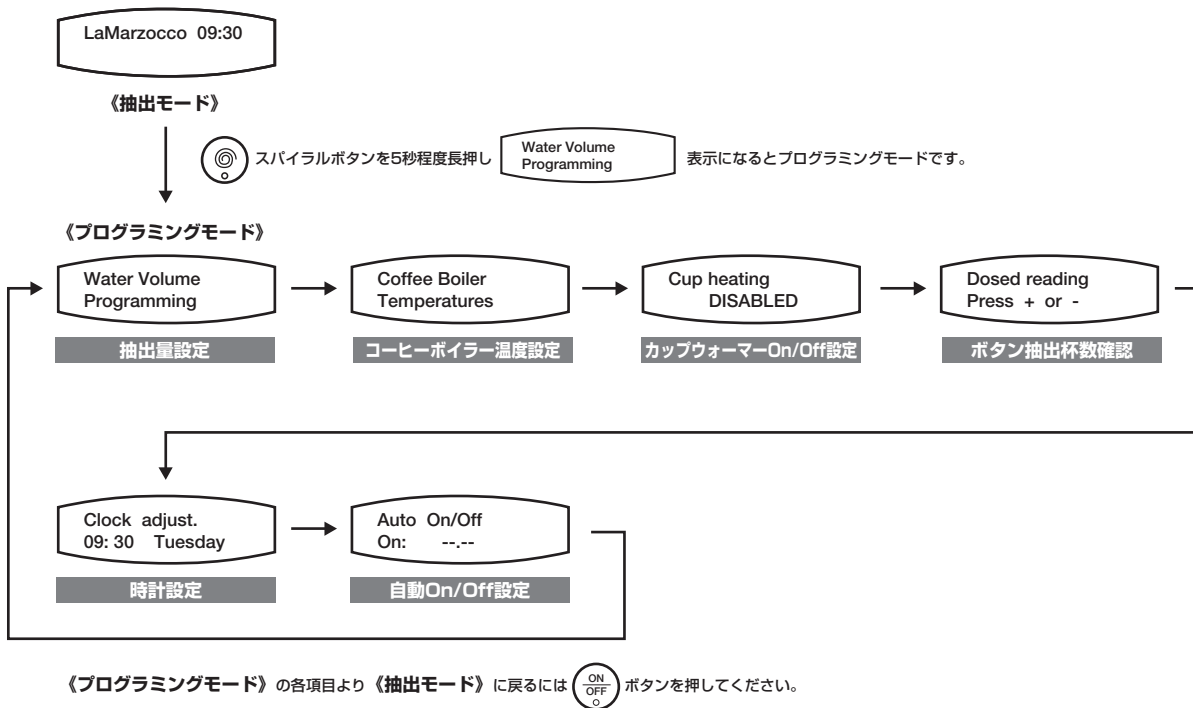 LaMarzocco 09:30
《抽出モード》
スパイラルボタンを5秒程度長押し
Water Volume
Programming
表示になるとプログラミングモードです。
《プログラミングモード》
Water Volume
Programming
抽出量設定
Coffee Boiler
Temperatures
コーヒーボイラー温度設定
Cup heating
DISABLED
カップウォーマーOn/Off設定
Dosed reading
Press + or -
ボタン抽出杯数確認
Clock adjust.
09: 30 Tuesday
時計設定
Auto On/Off
On: --.--
自動On/Off設定
《プログラミングモード》の各項目より《抽出モード》に戻るには ON OFF ボタンを押してください。